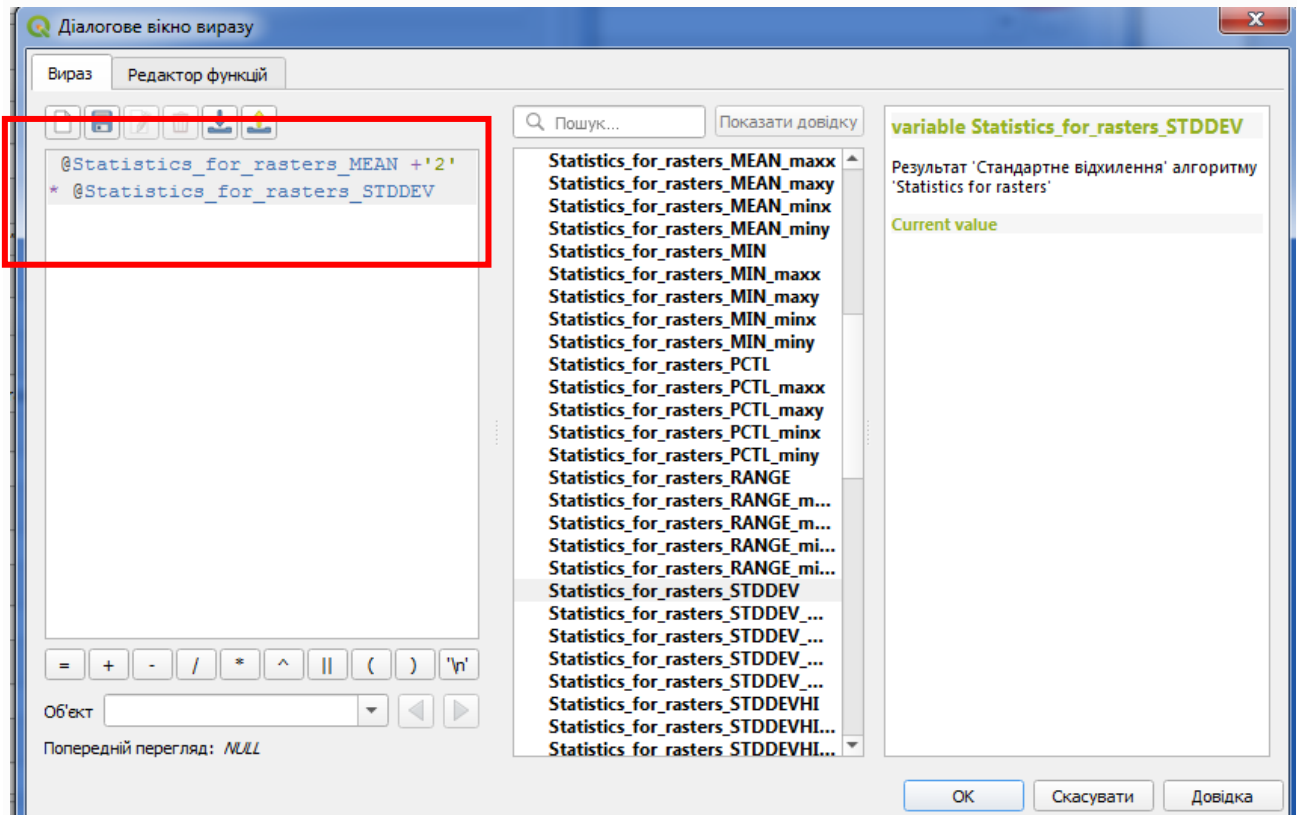 Діалогове вікно виразу
x
Вираз
Редактор функцій
@Statistics_for_rasters_MEAN +'2'
* @Statistics_for_rasters_STDDEV
= + - / * ^ || ( ) '\n'
Об'єкт
Попередній перегляд: NULL
Пошук...
Показати довідку
Statistics_for_rasters_MEAN_maxx
Statistics_for_rasters_MEAN_maxy
Statistics_for_rasters_MEAN_minx
Statistics_for_rasters_MEAN_miny
Statistics_for_rasters_MIN
Statistics_for_rasters_MIN_maxx
Statistics_for_rasters_MIN_maxy
Statistics_for_rasters_MIN_minx
Statistics_for_rasters_MIN_miny
Statistics_for_rasters_PCTL
Statistics_for_rasters_PCTL_maxx
Statistics_for_rasters_PCTL_maxy
Statistics_for_rasters_PCTL_minx
Statistics_for_rasters_PCTL_miny
Statistics_for_rasters_RANGE
Statistics_for_rasters_RANGE_m...
Statistics_for_rasters_RANGE_m...
Statistics_for_rasters_RANGE_mi...
Statistics_for_rasters_RANGE_mi...
Statistics_for_rasters_STDDEV
Statistics_for_rasters_STDDEV_...
Statistics_for_rasters_STDDEV_...
Statistics_for_rasters_STDDEV_...
Statistics_for_rasters_STDDEV_...
Statistics_for_rasters_STDDEVHI
Statistics_for_rasters_STDDEVHI...
Statistics_for_rasters_STDDEVHI...
variable Statistics_for_rasters_STDDEV
Результат 'Стандартне відхилення' алгоритму
'Statistics for rasters'
Current value
OK
Скасувати
Довідка